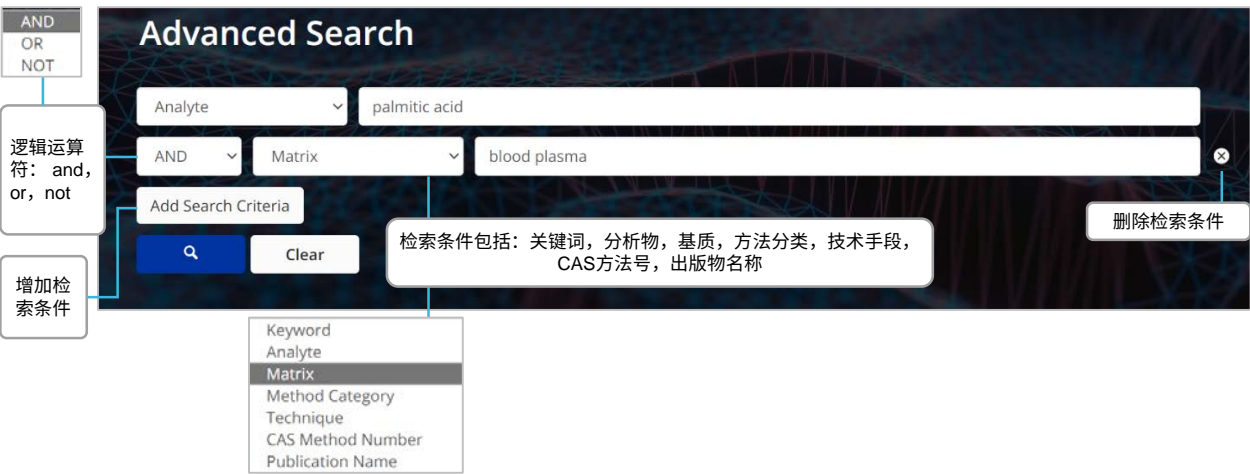 AND
OR
NOT
Advanced Search
Analyte
palmitic acid
逻辑运算
符： and，
or，not
AND
Matrix
blood plasma
Add Search Criteria
删除检索条件
Clear
检索条件包括：关键词，分析物，基质，方法分类，技术手段，
CAS方法号，出版物名称
增加检
索条件
Keyword
Analyte
Matrix
Method Category
Technique
CAS Method Number
Publication Name